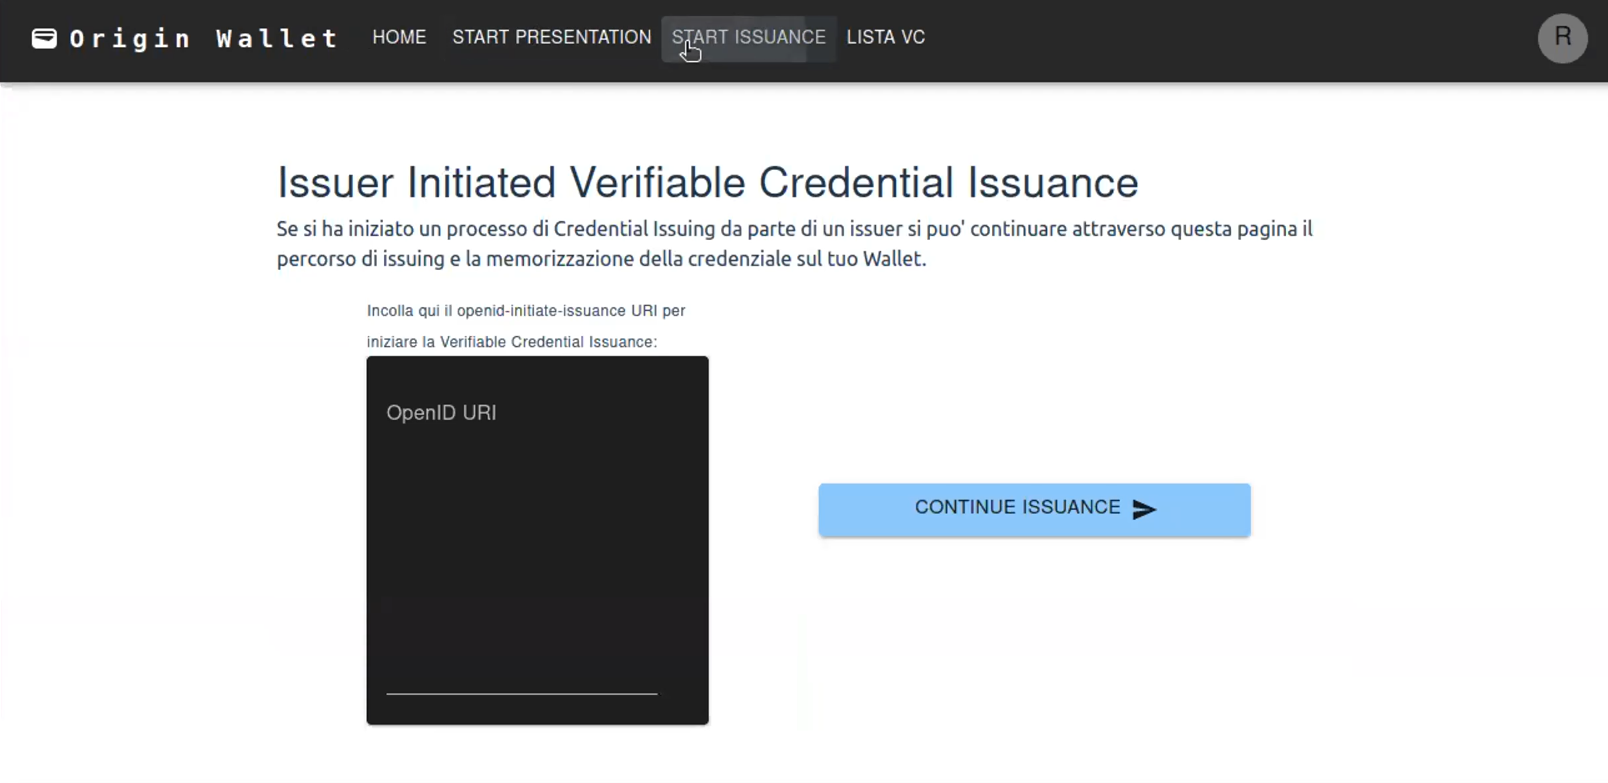 Origin Wallet HOME START PRESENTATION START ISSUANCE LISTA VC R
Issuer Initiated Verifiable Credential Issuance
Se si ha iniziato un processo di Credential Issuing da parte di un issuer si puo' continuare attraverso questa pagina il
percorso di issuing e la memorizzazione della credenziale sul tuo Wallet.
Incolla qui il openid-initiate-issuance URI per
iniziare la Verifiable Credential Issuance:
OpenID URI
CONTINUE ISSUANCE